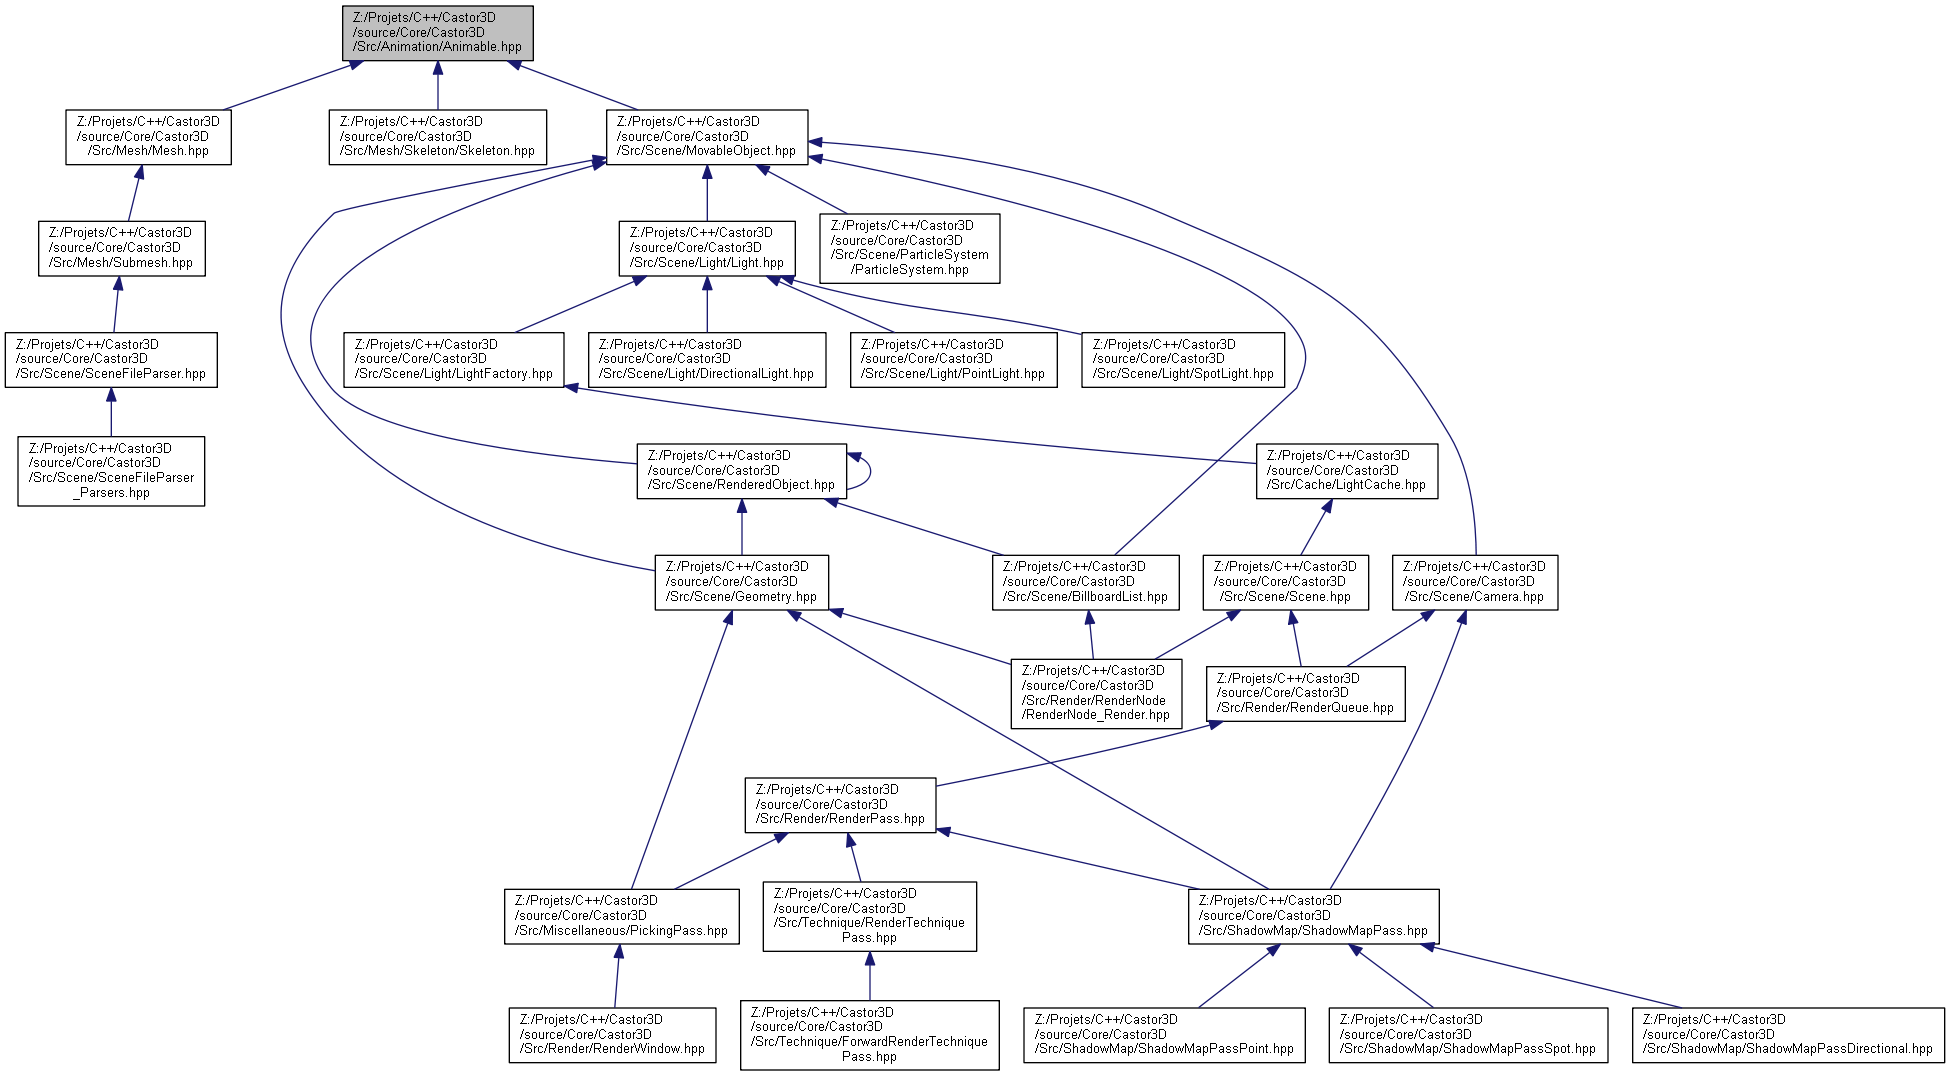 Z:/Projets/C++/Castor3D
/source/Core/Castor3D
/Src/Animation/Animable.hpp
Z:/Projets/C++/Castor3D
/source/Core/Castor3D
/Src/Mesh/Mesh.hpp
Z:/Projets/C++/Castor3D
/source/Core/Castor3D
/Src/Mesh/Skeleton/Skeleton.hpp
Z:/Projets/C++/Castor3D
/source/Core/Castor3D
/Src/Scene/MovableObject.hpp
Z:/Projets/C++/Castor3D
/source/Core/Castor3D
/Src/Mesh/Submesh.hpp
Z:/Projets/C++/Castor3D
/source/Core/Castor3D
/Src/Scene/Light/Light.hpp
Z:/Projets/C++/Castor3D
/source/Core/Castor3D
/Src/Scene/ParticleSystem
/ParticleSystem.hpp
Z:/Projets/C++/Castor3D
/source/Core/Castor3D
/Src/Scene/SceneFileParser.hpp
Z:/Projets/C++/Castor3D
/source/Core/Castor3D
/Src/Scene/Light/LightFactory.hpp
Z:/Projets/C++/Castor3D
/source/Core/Castor3D
/Src/Scene/Light/DirectionalLight.hpp
Z:/Projets/C++/Castor3D
/source/Core/Castor3D
/Src/Scene/Light/PointLight.hpp
Z:/Projets/C++/Castor3D
/source/Core/Castor3D
/Src/Scene/Light/SpotLight.hpp
Z:/Projets/C++/Castor3D
/source/Core/Castor3D
/Src/Scene/SceneFileParser
_Parsers.hpp
Z:/Projets/C++/Castor3D
/source/Core/Castor3D
/Src/Scene/RenderedObject.hpp
Z:/Projets/C++/Castor3D
/source/Core/Castor3D
/Src/Cache/LightCache.hpp
Z:/Projets/C++/Castor3D
/source/Core/Castor3D
/Src/Scene/Geometry.hpp
Z:/Projets/C++/Castor3D
/source/Core/Castor3D
/Src/Scene/BillboardList.hpp
Z:/Projets/C++/Castor3D
/source/Core/Castor3D
/Src/Scene/Scene.hpp
Z:/Projets/C++/Castor3D
/source/Core/Castor3D
/Src/Scene/Camera.hpp
Z:/Projets/C++/Castor3D
/source/Core/Castor3D
/Src/Render/RenderNode
/RenderNode_Render.hpp
Z:/Projets/C++/Castor3D
/source/Core/Castor3D
/Src/Render/RenderQueue.hpp
Z:/Projets/C++/Castor3D
/source/Core/Castor3D
/Src/Render/RenderPass.hpp
Z:/Projets/C++/Castor3D
/source/Core/Castor3D
/Src/Miscellaneous/PickingPass.hpp
Z:/Projets/C++/Castor3D
/source/Core/Castor3D
/Src/Technique/RenderTechnique
Pass.hpp
Z:/Projets/C++/Castor3D
/source/Core/Castor3D
/Src/ShadowMap/ShadowMapPass.hpp
Z:/Projets/C++/Castor3D
/source/Core/Castor3D
/Src/Render/RenderWindow.hpp
Z:/Projets/C++/Castor3D
/source/Core/Castor3D
/Src/Technique/ForwardRenderTechnique
Pass.hpp
Z:/Projets/C++/Castor3D
/source/Core/Castor3D
/Src/ShadowMap/ShadowMapPassPoint.hpp
Z:/Projets/C++/Castor3D
/source/Core/Castor3D
/Src/ShadowMap/ShadowMapPassSpot.hpp
Z:/Projets/C++/Castor3D
/source/Core/Castor3D
/Src/ShadowMap/ShadowMapPassDirectional.hpp